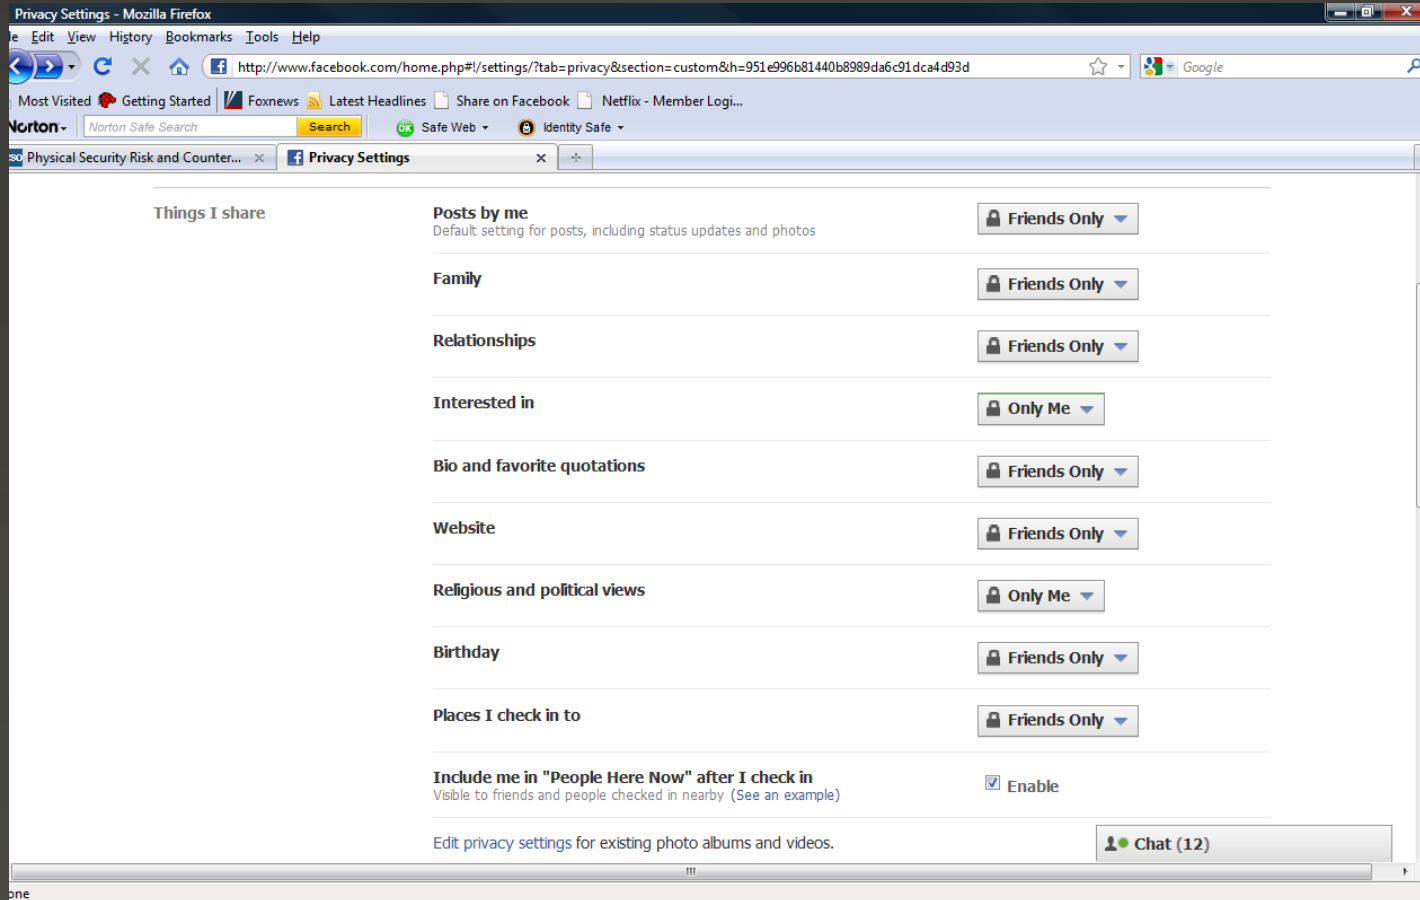 Privacy Settings - Mozilla Firefox
le Edit View History Bookmarks Tools Help
http://www.facebook.com/home.php#!/settings/?tab=privacy&section=custom&h=951e996b81440b8989da6c91dca4d93d
Google
Most Visited Getting Started Foxnews Latest Headlines Share on Facebook Netflix - Member Logi...
Norton Norton Safe Search Search OK Safe Web Identity Safe
CSO Physical Security Risk and Counter... Privacy Settings
Things I share
Posts by me Friends Only
Default setting for posts, including status updates and photos
Family Friends Only
Relationships Friends Only
Interested in Only Me
Bio and favorite quotations Friends Only
Website Friends Only
Religious and political views Only Me
Birthday Friends Only
Places I check in to Friends Only
Include me in "People Here Now" after I check in Enable
Visible to friends and people checked in nearby (See an example)
Edit privacy settings for existing photo albums and videos.
Chat (12)
one